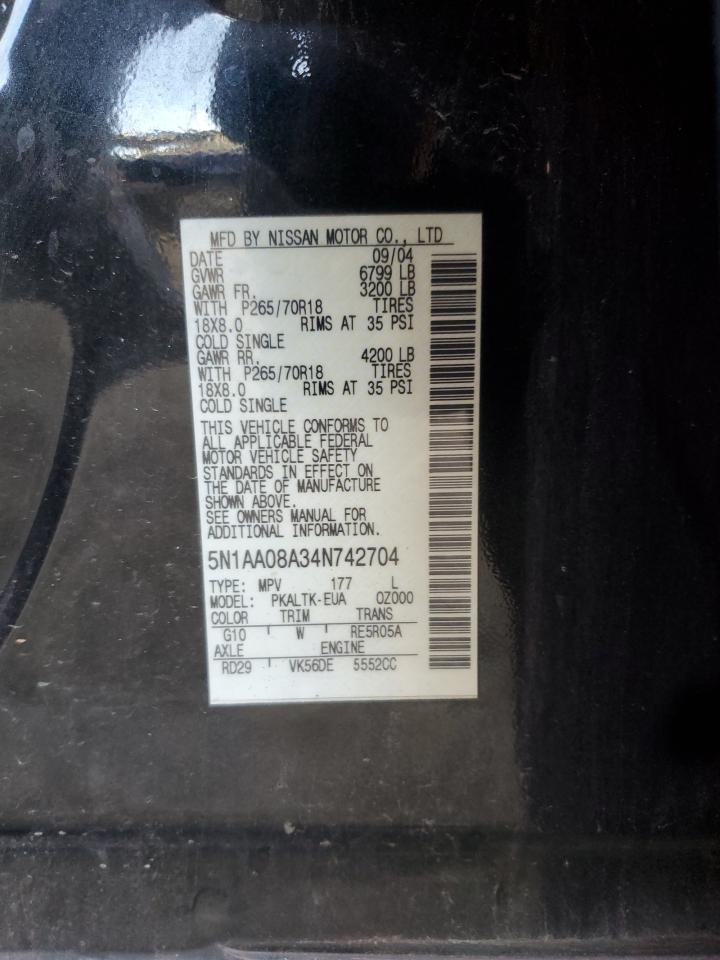 MFD BY NISSAN MOTOR CO., LTD
DATE 09/04
GVWR 6799 LB
GAWR FR. 3200 LB
WITH P265/70R18 TIRES
18X8.0 RIMS AT 35 PSI
COLD SINGLE
GAWR RR. 4200 LB
WITH P265/70R18 TIRES
18X8.0 RIMS AT 35 PSI
COLD SINGLE
THIS VEHICLE CONFORMS TO
ALL APPLICABLE FEDERAL
MOTOR VEHICLE SAFETY
STANDARDS IN EFFECT ON
THE DATE OF MANUFACTURE
SHOWN ABOVE.
SEE OWNERS MANUAL FOR
ADDITIONAL INFORMATION.
5N1AA08A34N742704
TYPE: MPV 177 L
MODEL: PKALTK-EUA 0Z000
COLOR TRIM TRANS
G10 W RE5R05A
AXLE ENGINE
RD29 VK56DE 5552CC